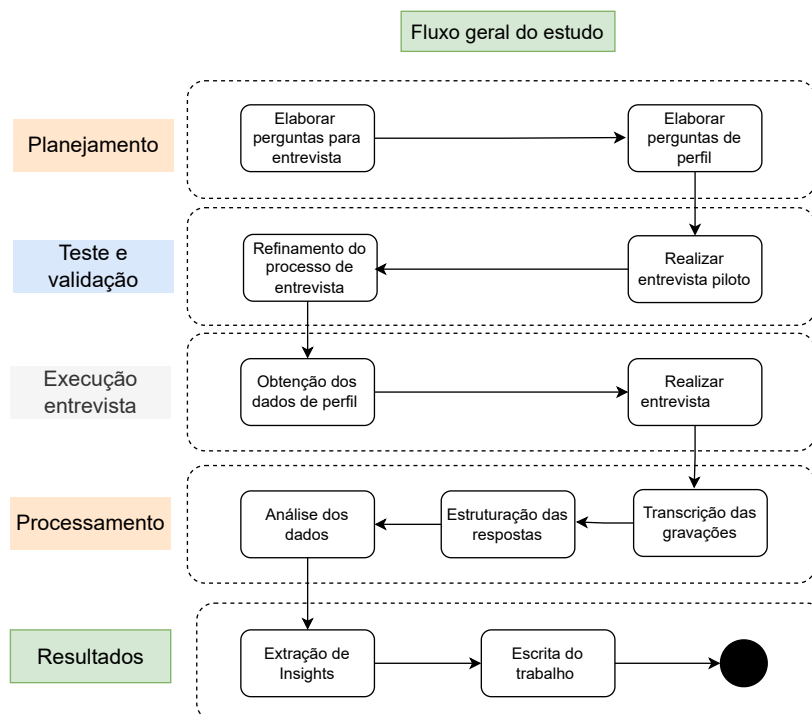 Fluxo geral do estudo
Planejamento
Elaborar
perguntas para
entrevista
Elaborar
perguntas de
perfil
Teste e
validação
Refinamento do
processo de
entrevista
Realizar
entrevista piloto
Execução
entrevista
Obtenção dos
dados de perfil
Realizar
entrevista
Processamento
Análise dos
dados
Estruturação das
respostas
Transcrição das
gravações
Resultados
Extração de
Insights
Escrita do
trabalho